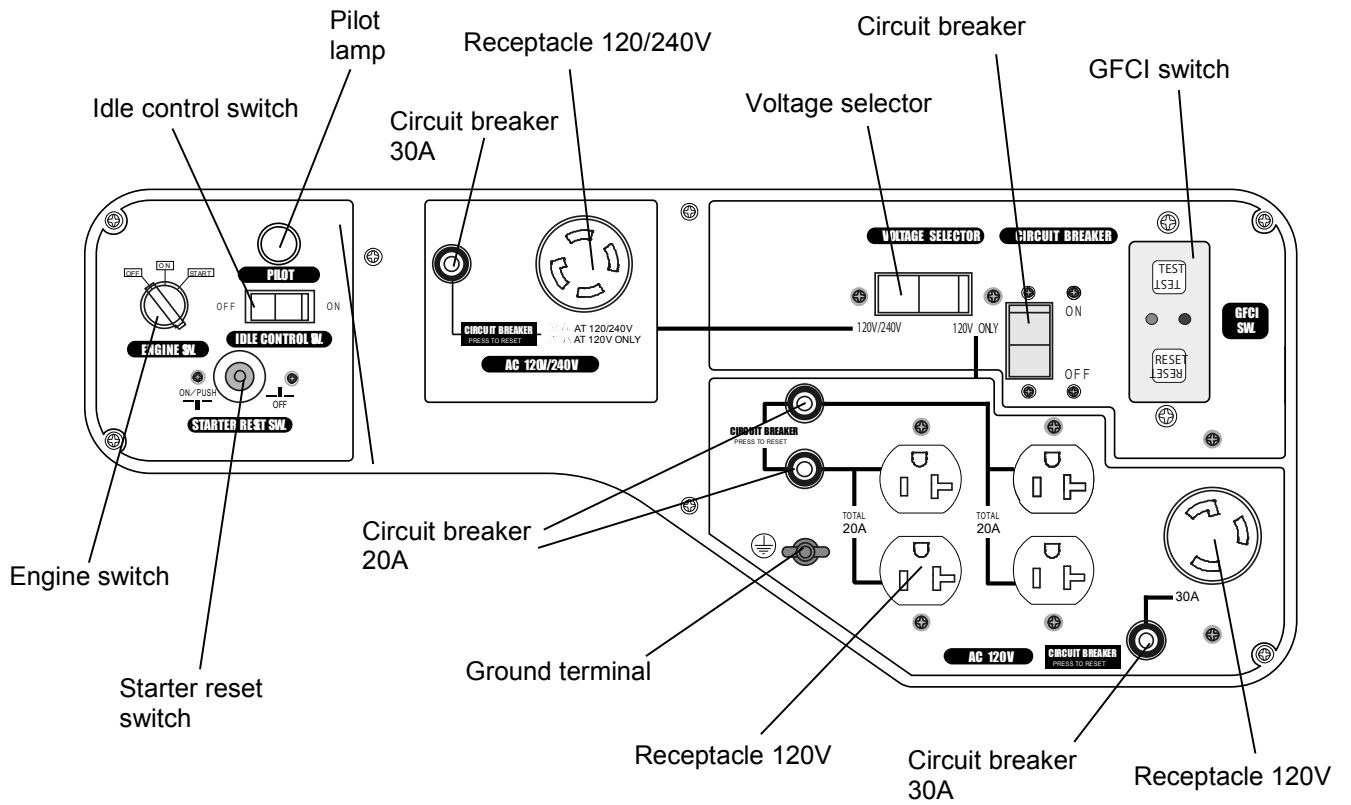 Pilot
lamp
Receptacle 120/240V
Circuit breaker
GFCI switch
Idle control switch
Circuit breaker
30A
Voltage selector
VOLTAGE SELECTOR
CIRCUIT BREAKER
OFF
ON
START
PILOT
OFF
ON
ENGINE SW.
IDLE CONTROL W.
ON/PUSH
OFF
STARTER REST SW.
CIRCUIT BREAKER
PRESS TO RESET
AT 120/240V
AT 120V ONLY
AC 120V/240V
120V/240V
120V ONLY
ON
OFF
TEST
TEST
RESET
RESET
GFCI
SW.
CIRCUIT BREAKER
PRESS TO RESET
TOTAL
20A
TOTAL
20A
30A
AC 120V
CIRCUIT BREAKER
PRESS TO RESET
Circuit breaker
20A
Engine switch
Ground terminal
Starter reset
switch
Receptacle 120V
Circuit breaker
30A
Receptacle 120V